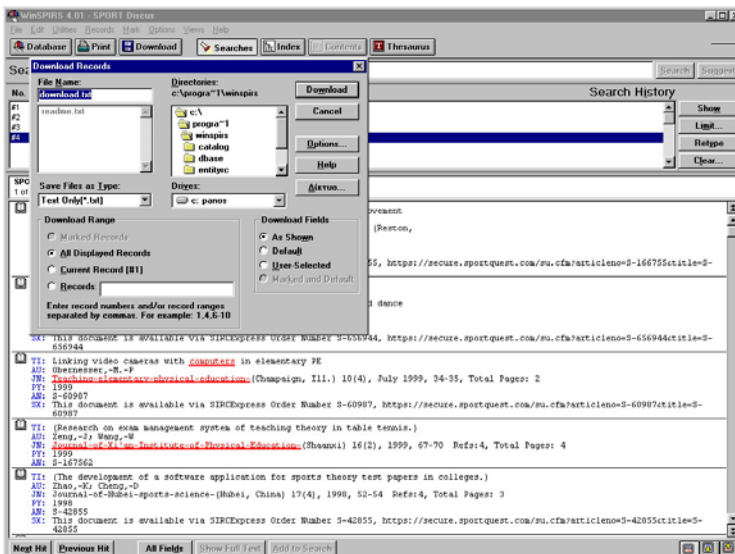 WinSPIRS 4.01 - SPORT Discus
File Edit Utilities Records Mark Options Views Help
Database Print Download Searches Index Contents Thesaurus
Sea Search Suggest
No. Search History
#1
#2
#3
#4
Show
Limit...
Retype
Clear...
Download Records
File Name:
download.txt
readme.txt
Directories:
c:\progra~1\winspirs
c:\
progra~1
winspirs
catalog
dbase
entitysc
Download
Cancel
Options...
Help
Δίκτυο...
Save Files as Type:
Text Only(*.txt)
Drives:
c: panos
Download Range
Marked Records
All Displayed Records
Current Record [#1]
Records:
Enter record numbers and/or record ranges
separated by commas. For example: 1,4,6-10
Download Fields
As Shown
Default
User-Selected
Marked and Default
SPO
1 of
ovement
(Reston,
55, https://secure.sportquest.com/su.cfm?articleno=S-166755&title=S-
d dance
SX: This document is available via SIRCExpress Order Number S-656944, https://secure.sportquest.com/su.cfm?articleno=S-656944&title=S-
656944
TI: Linking video cameras with computers in elementary PE
AU: Obernesser,-M.-P
JN: Teaching-elementary-physical-education-(Champaign, Ill.) 10(4), July 1999, 34-35, Total Pages: 2
PY: 1999
AN: S-60987
SX: This document is available via SIRCExpress Order Number S-60987, https://secure.sportquest.com/su.cfm?articleno=S-60987&title=S-
60987
TI: (Research on exam management system of teaching theory in table tennis.)
AU: Zeng,-J; Wang,-W
JN: Journal-of-Xi'an-Institute-of-Physical-Education-(Shaanxi) 16(2), 1999, 67-70 Refs:4, Total Pages: 4
PY: 1999
AN: S-167562
TI: (The development of a software application for sports theory test papers in colleges.)
AU: Zhao,-K; Cheng,-D
JN: Journal-of-Hubei-sports-science-(Hubei, China) 17(4), 1998, 52-54 Refs:4, Total Pages: 3
PY: 1998
AN: S-42855
SX: This document is available via SIRCExpress Order Number S-42855, https://secure.sportquest.com/su.cfm?articleno=S-42855&title=S-
42855
Next Hit Previous Hit All Fields Show Full Text Add to Search